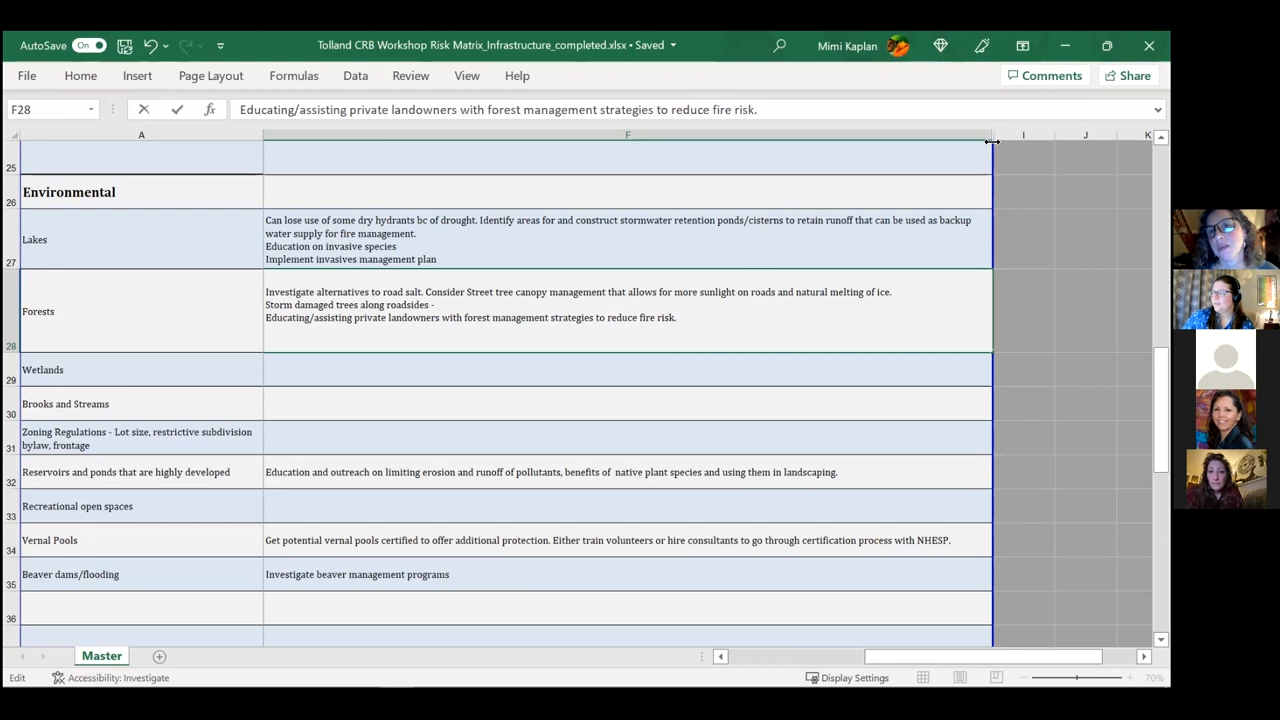 AutoSave On Tolland CRB Workshop Risk Matrix_Infrastructure_completed.xlsx • Saved Mimi Kaplan
File Home Insert Page Layout Formulas Data Review View Help Comments Share
F28 fx Educating/assisting private landowners with forest management strategies to reduce fire risk.
A F I J K
25
26 Environmental
27 Lakes
Can lose use of some dry hydrants bc of drought. Identify areas for and construct stormwater retention ponds/cisterns to retain runoff that can be used as backup
water supply for fire management.
Education on invasive species
Implement invasives management plan
28 Forests
Investigate alternatives to road salt. Consider Street tree canopy management that allows for more sunlight on roads and natural melting of ice.
Storm damaged trees along roadsides -
Educating/assisting private landowners with forest management strategies to reduce fire risk.
29 Wetlands
30 Brooks and Streams
31 Zoning Regulations - Lot size, restrictive subdivision
bylaw, frontage
32 Reservoirs and ponds that are highly developed Education and outreach on limiting erosion and runoff of pollutants, benefits of native plant species and using them in landscaping.
33 Recreational open spaces
34 Vernal Pools Get potential vernal pools certified to offer additional protection. Either train volunteers or hire consultants to go through certification process with NHESP.
35 Beaver dams/flooding Investigate beaver management programs
36
Master
Edit Accessibility: Investigate Display Settings 70%